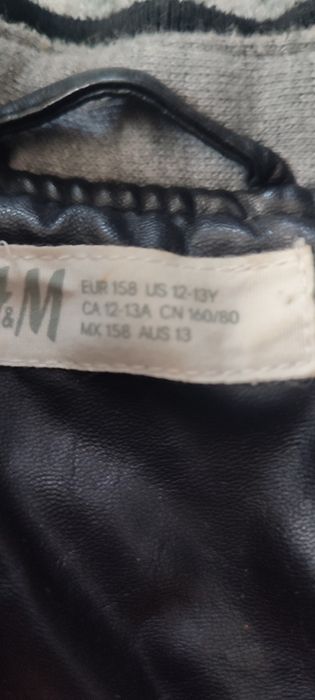 H&M
EUR 158 US 12-13Y
CA 12-13A CN 160/80
MX 158 AUS 13